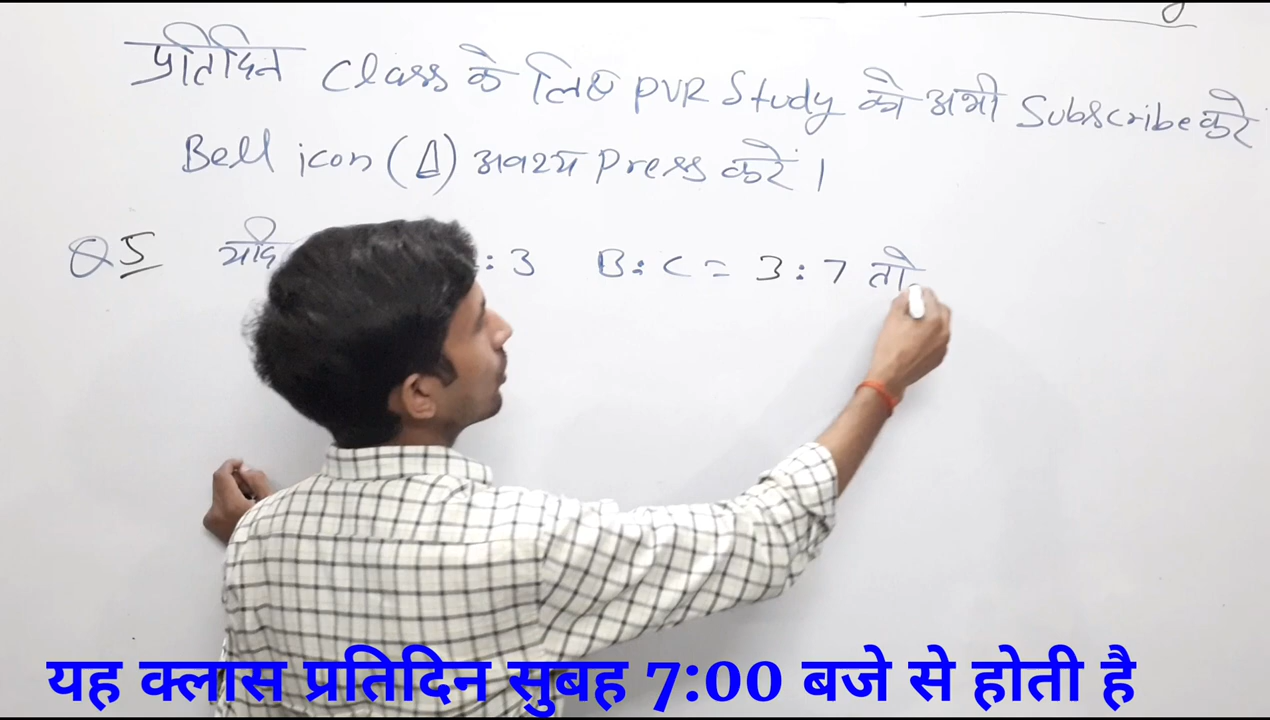 प्रतिदिन Class के लिए PVR Study को अभी Subscribe करे
Bell icon (Δ) अवश्य Press करें ।
Q 5 यदि : 3 B : C = 3 : 7 तो
यह क्लास प्रतिदिन सुबह 7:00 बजे से होती है